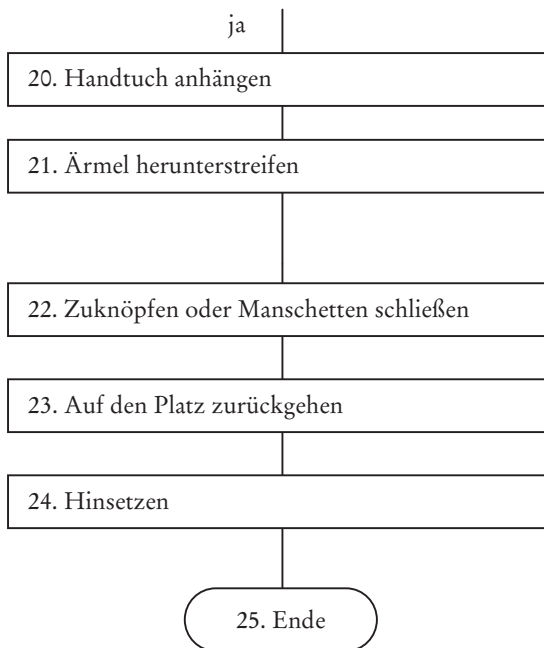 ja
20. Handtuch anhängen
21. Ärmel herunterstreifen
22. Zuknöpfen oder Manschetten schließen
23. Auf den Platz zurückgehen
24. Hinsetzen
25. Ende